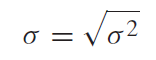 σ = √σ²